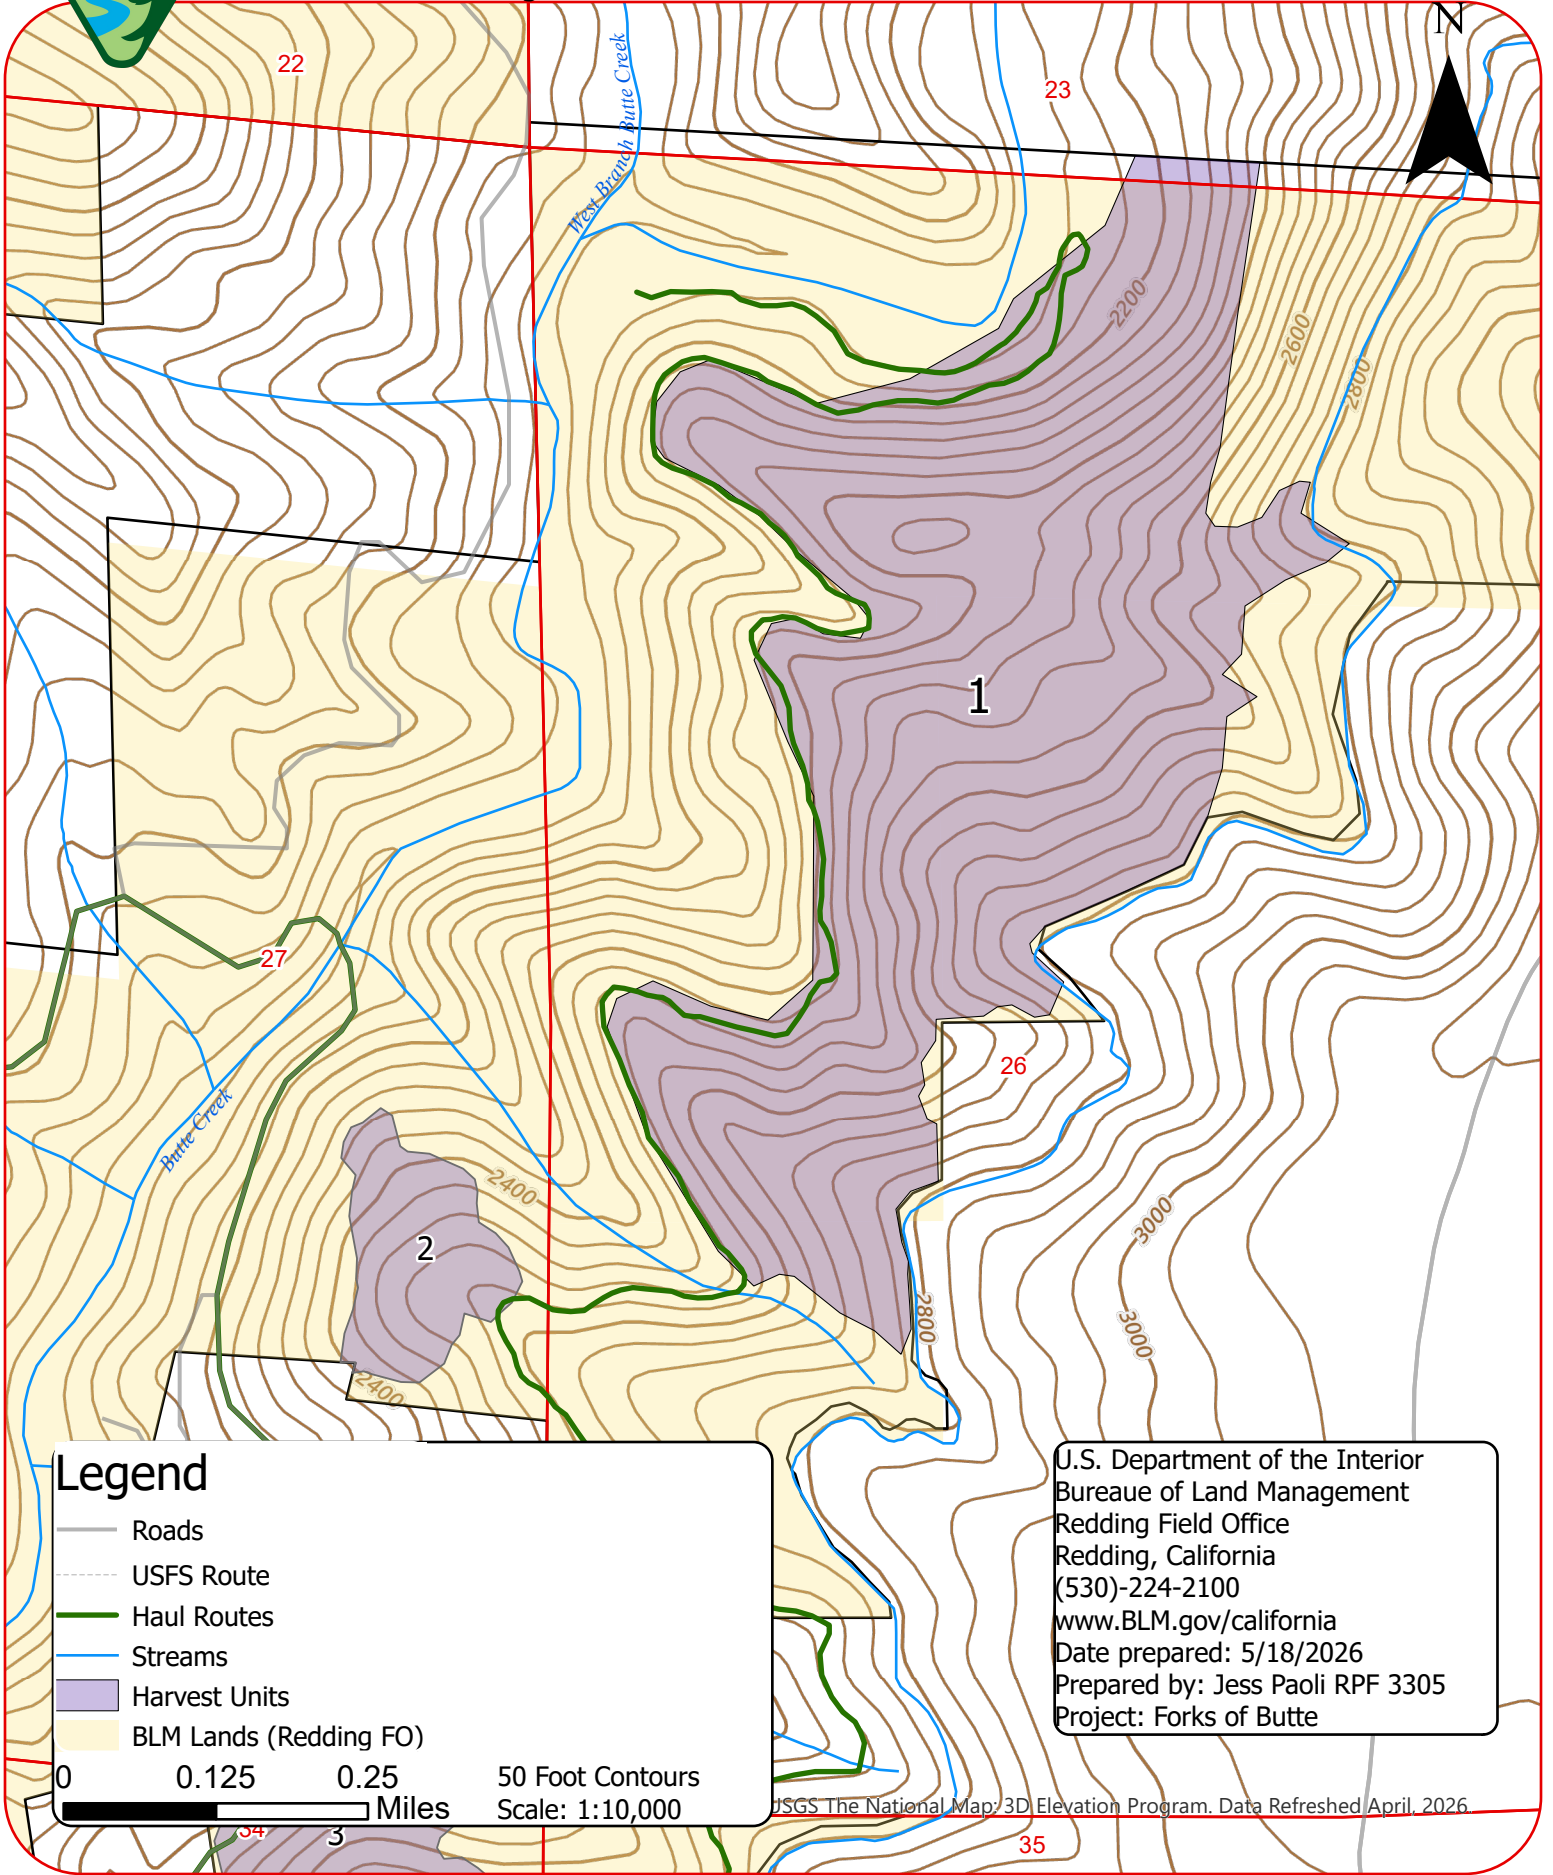 N
22
23
West Branch Butte Creek
2200
2600
2800
1
27
26
Butte Creek
2400
2
3000
2800
3000
2400
Legend
Roads
USFS Route
Haul Routes
Streams
Harvest Units
BLM Lands (Redding FO)
0 0.125 0.25
Miles
50 Foot Contours
Scale: 1:10,000
U.S. Department of the Interior
Bureaue of Land Management
Redding Field Office
Redding, California
(530)-224-2100
www.BLM.gov/california
Date prepared: 5/18/2026
Prepared by: Jess Paoli RPF 3305
Project: Forks of Butte
USGS The National Map: 3D Elevation Program. Data Refreshed April, 2026.
34
3
35